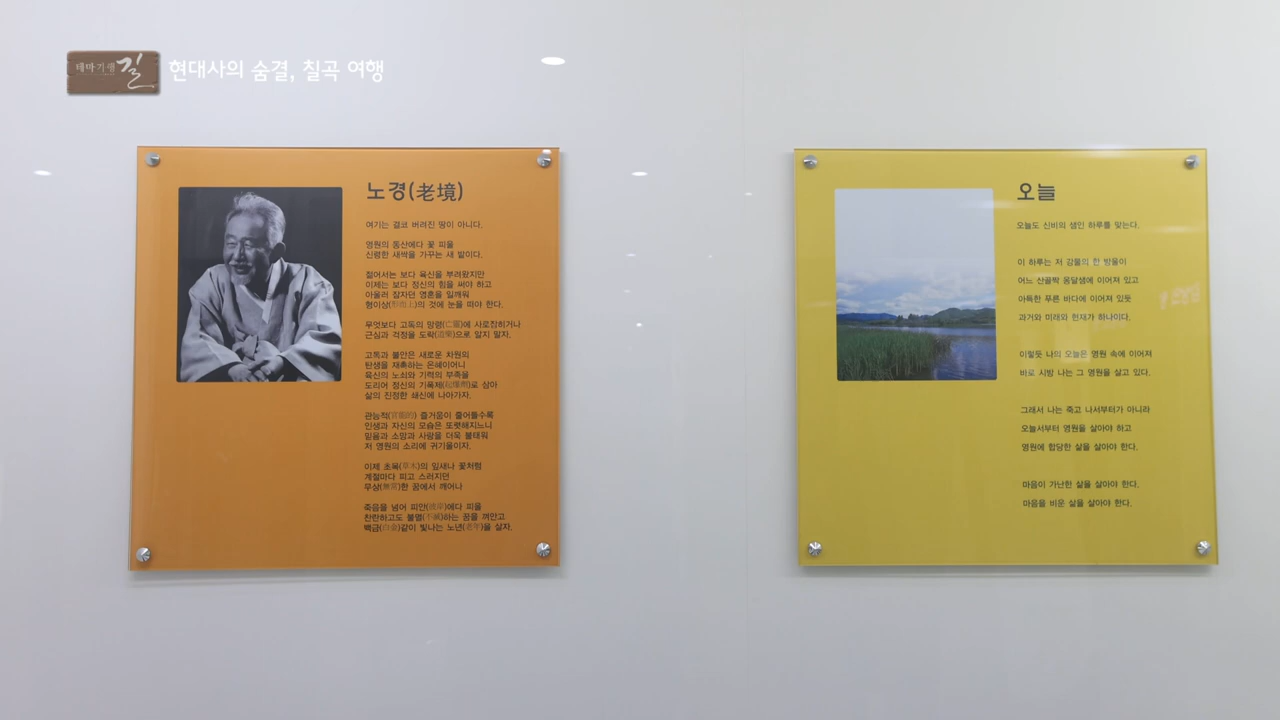 테마기행 길
현대사의 숨결, 칠곡 여행
노경(老境)
여기는 결코 버려진 땅이 아니다.
영원의 동산에다 꽃 피울
신령한 새싹을 가꾸는 새 밭이다.
젊어서는 보다 육신을 부려왔지만
이제는 보다 정신의 힘을 써야 하고
아울러 잠자던 영혼을 일깨워
형이상(形而上)의 것에 눈을 떠야 한다.
무엇보다 고독의 망령(亡靈)에 사로잡히거나
근심과 걱정을 도락(道樂)으로 알지 말자.
고독과 불안은 새로운 차원의
탄생을 재촉하는 은혜이어니
육신의 노쇠와 기력의 부족을
도리어 정신의 기폭제(起爆劑)로 삼아
삶의 진정한 쇄신에 나아가자.
관능적(官能的) 즐거움이 줄어들수록
인생과 자신의 모습은 또렷해지느니
믿음과 소망과 사랑을 더욱 불태워
저 영원의 소리에 귀기울이자.
이제 초목(草木)의 잎새나 꽃처럼
계절마다 피고 스러지던
무상(無常)한 꿈에서 깨어나
죽음을 넘어 피안(彼岸)에다 피울
찬란하고도 불멸(不滅)하는 꿈을 껴안고
백금(白金)같이 빛나는 노년(老年)을 살자.
오늘
오늘도 신비의 샘인 하루를 맞는다.
이 하루는 저 강물의 한 방울이
어느 산골짝 옹달샘에 이어져 있고
아득한 푸른 바다에 이어져 있듯
과거와 미래와 현재가 하나이다.
이렇듯 나의 오늘은 영원 속에 이어져
바로 시방 나는 그 영원을 살고 있다.
그래서 나는 죽고 나서부터가 아니라
오늘서부터 영원을 살아야 하고
영원에 합당한 삶을 살아야 한다.
마음이 가난한 삶을 살아야 한다.
마음을 비운 삶을 살아야 한다.